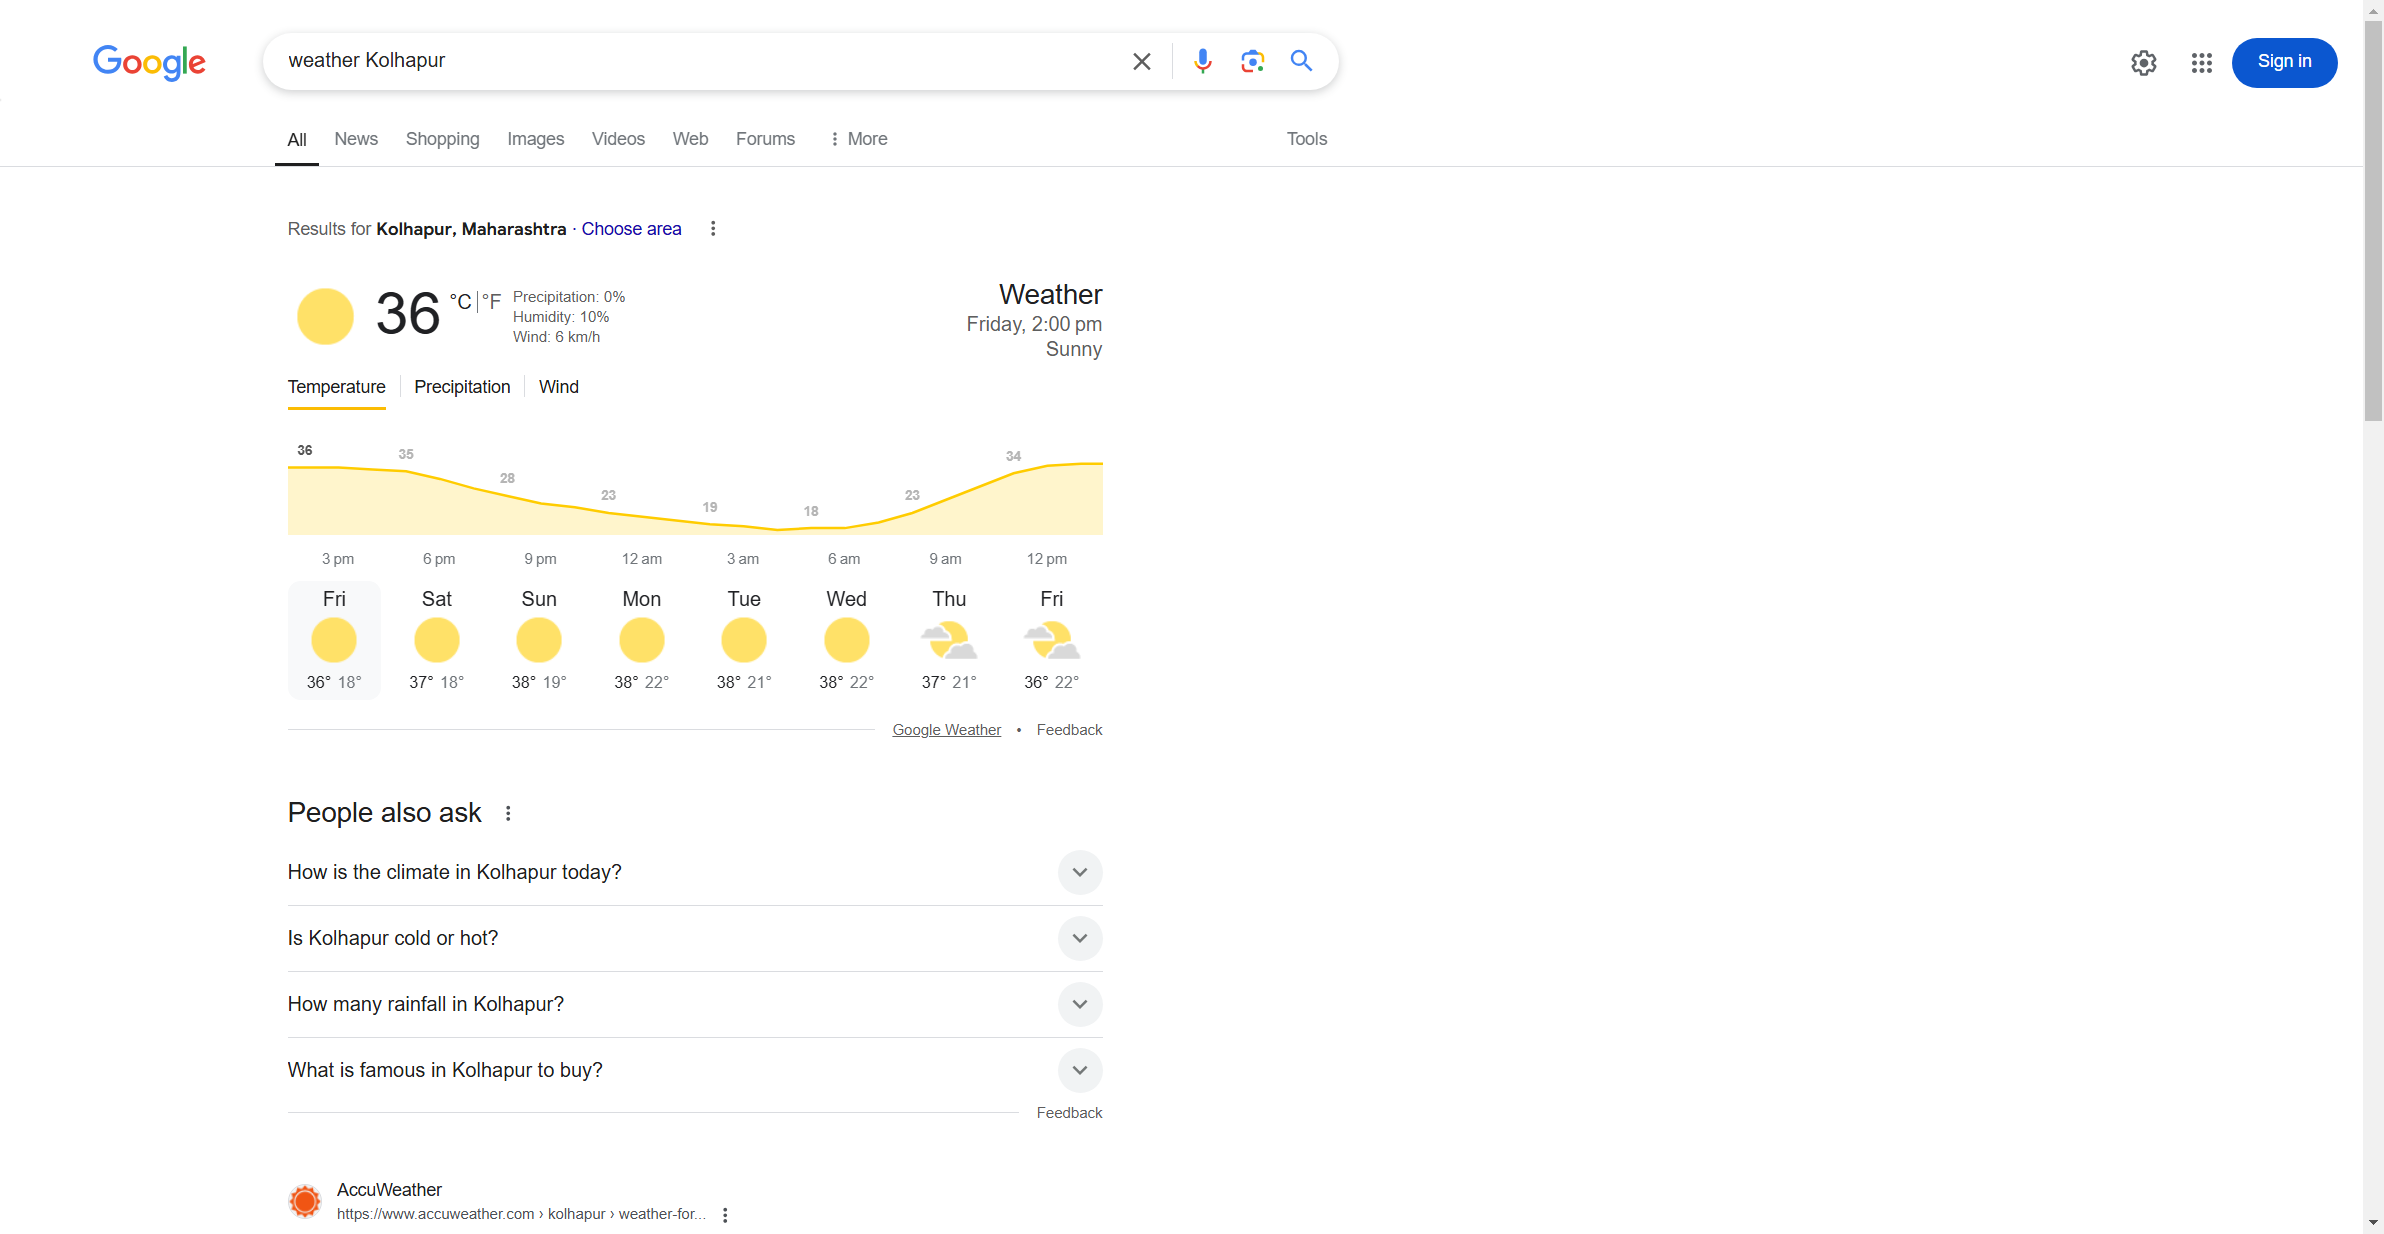 Google
weather Kolhapur
Sign in
All News Shopping Images Videos Web Forums More Tools
Results for Kolhapur, Maharashtra · Choose area
36 °C | °F
Precipitation: 0%
Humidity: 10%
Wind: 6 km/h
Weather
Friday, 2:00 pm
Sunny
Temperature Precipitation Wind
36 35 28 23 19 18 23 34
3 pm 6 pm 9 pm 12 am 3 am 6 am 9 am 12 pm
Fri Sat Sun Mon Tue Wed Thu Fri
36° 18° 37° 18° 38° 19° 38° 22° 38° 21° 38° 22° 37° 21° 36° 22°
Google Weather • Feedback
People also ask
How is the climate in Kolhapur today?
Is Kolhapur cold or hot?
How many rainfall in Kolhapur?
What is famous in Kolhapur to buy?
Feedback
AccuWeather
https://www.accuweather.com › kolhapur › weather-for...